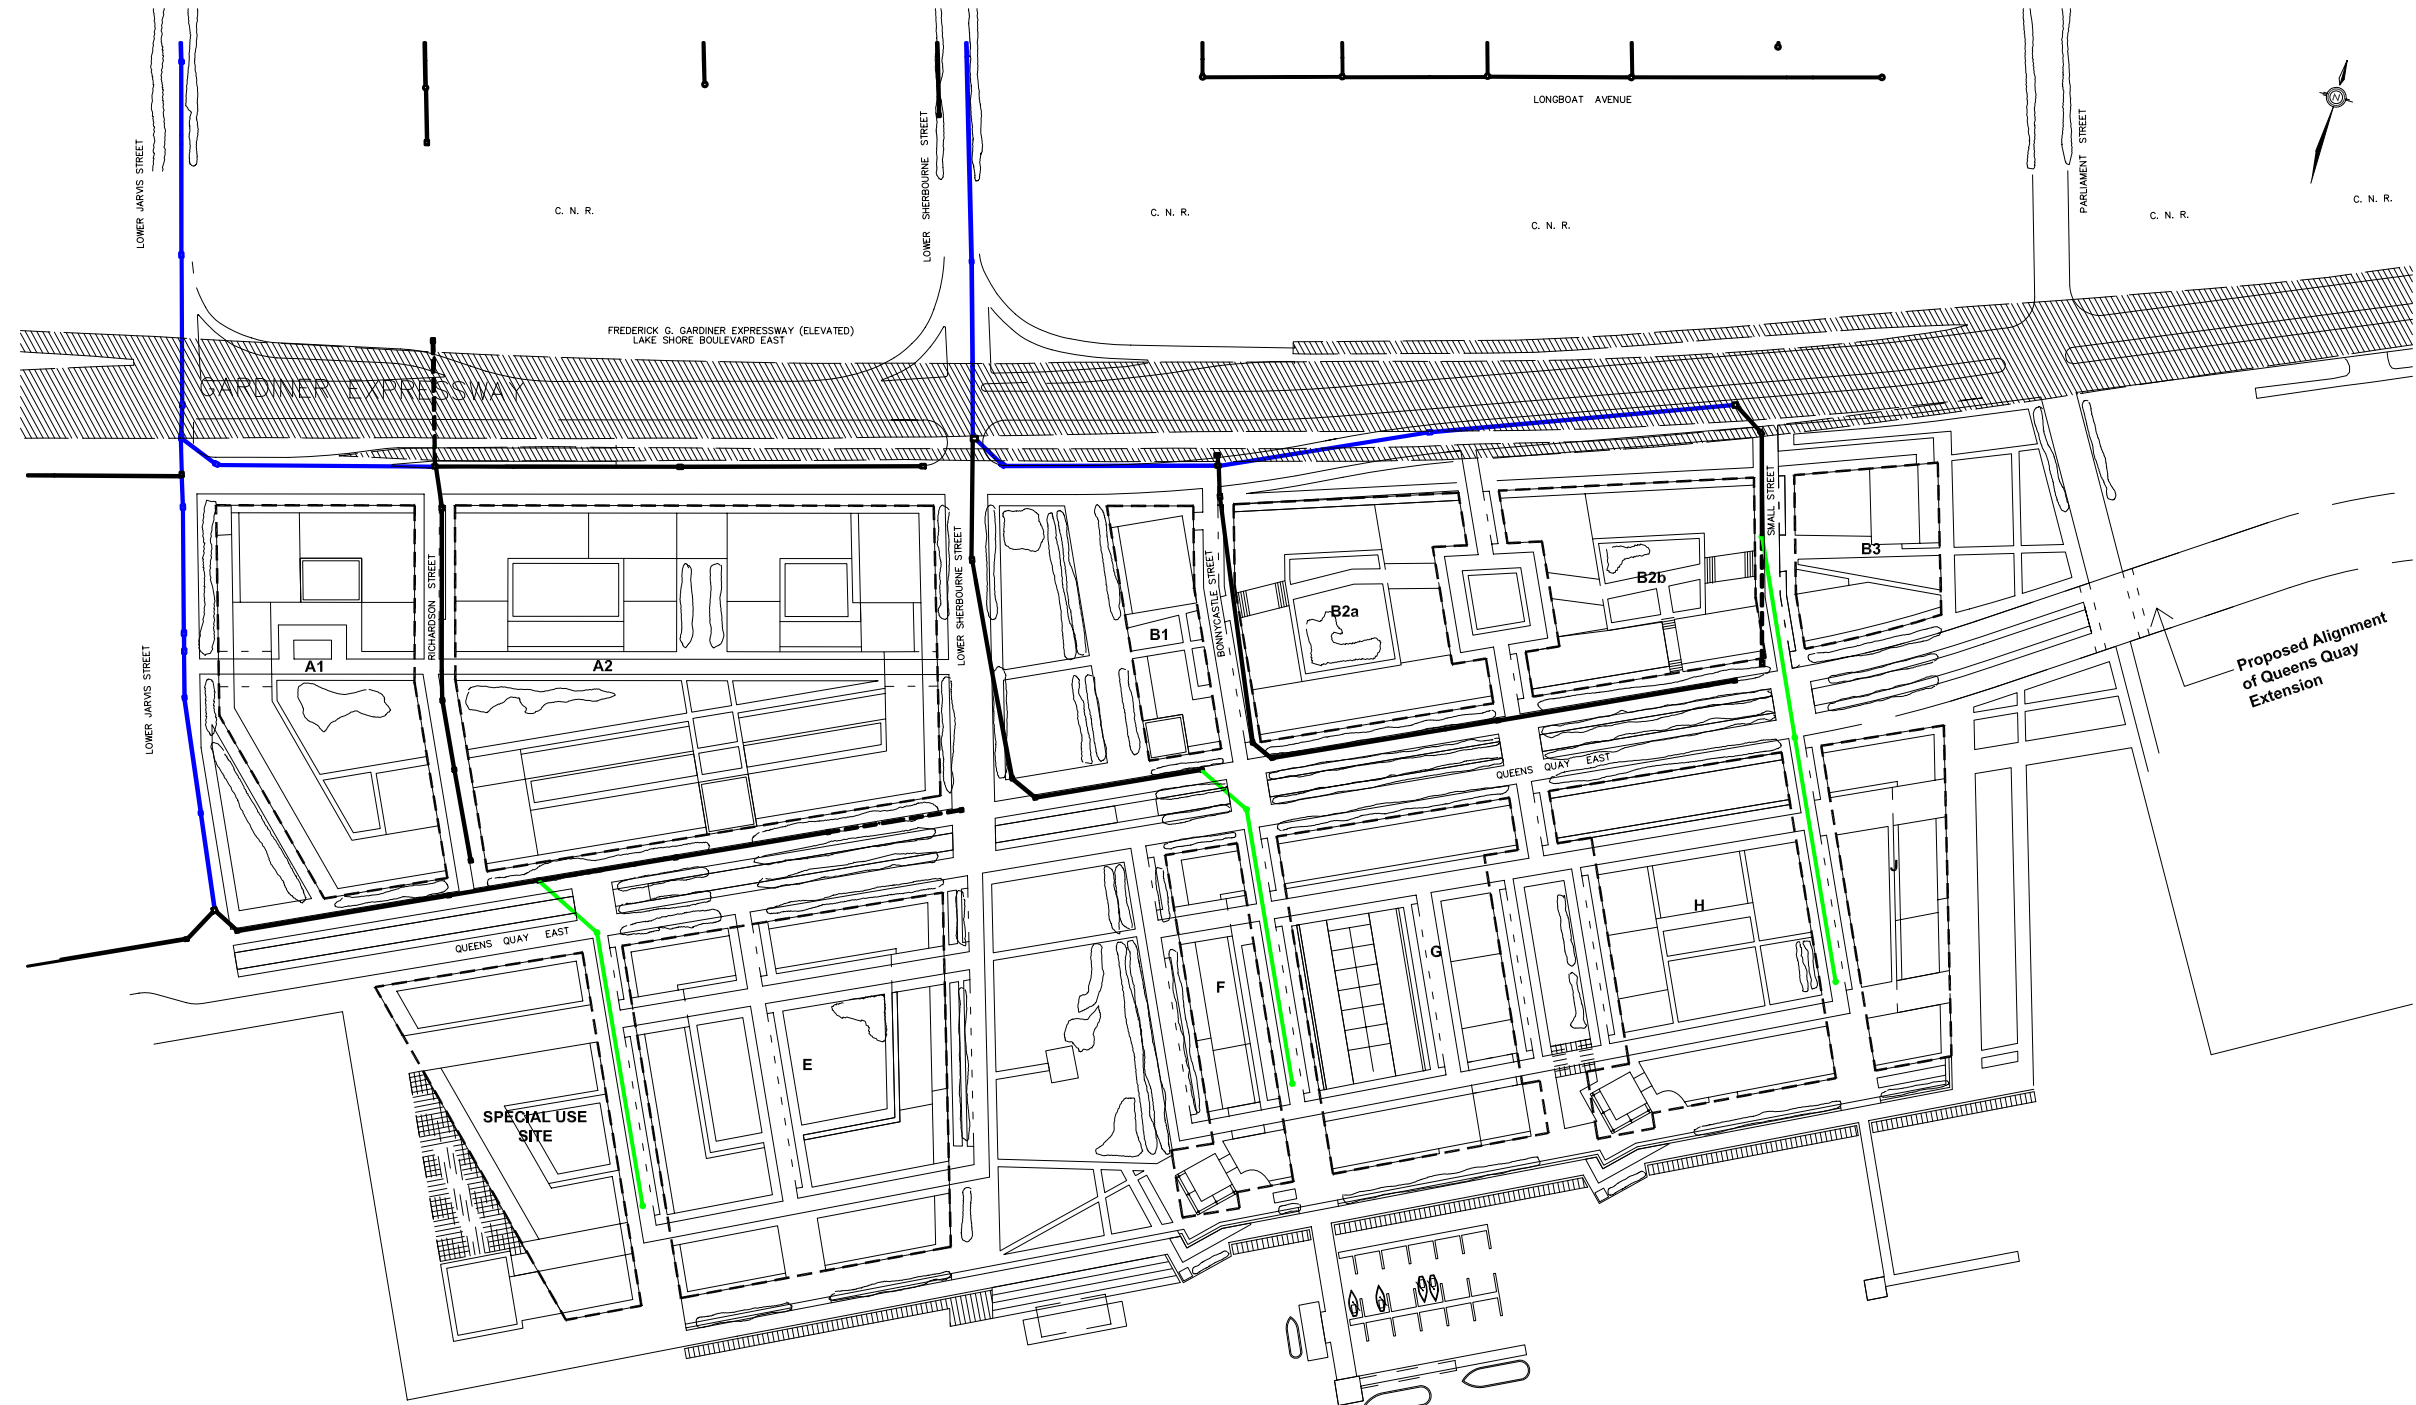 LONGBOAT AVENUE
N
LOWER JARVIS STREET
LOWER SHERBOURNE STREET
PARLIAMENT STREET
C. N. R.
C. N. R.
C. N. R.
C. N. R.
C. N. R.
FREDERICK G. GARDINER EXPRESSWAY (ELEVATED)
LAKE SHORE BOULEVARD EAST
GARDINER EXPRESSWAY
SMALL STREET
RICHARDSON STREET
LOWER SHERBOURNE STREET
BONNYCASTLE STREET
LOWER JARVIS STREET
A1
A2
B1
B2a
B2b
B3
Proposed Alignment
of Queens Quay
Extension
QUEENS QUAY EAST
QUEENS QUAY EAST
E
F
G
H
J
SPECIAL USE
SITE